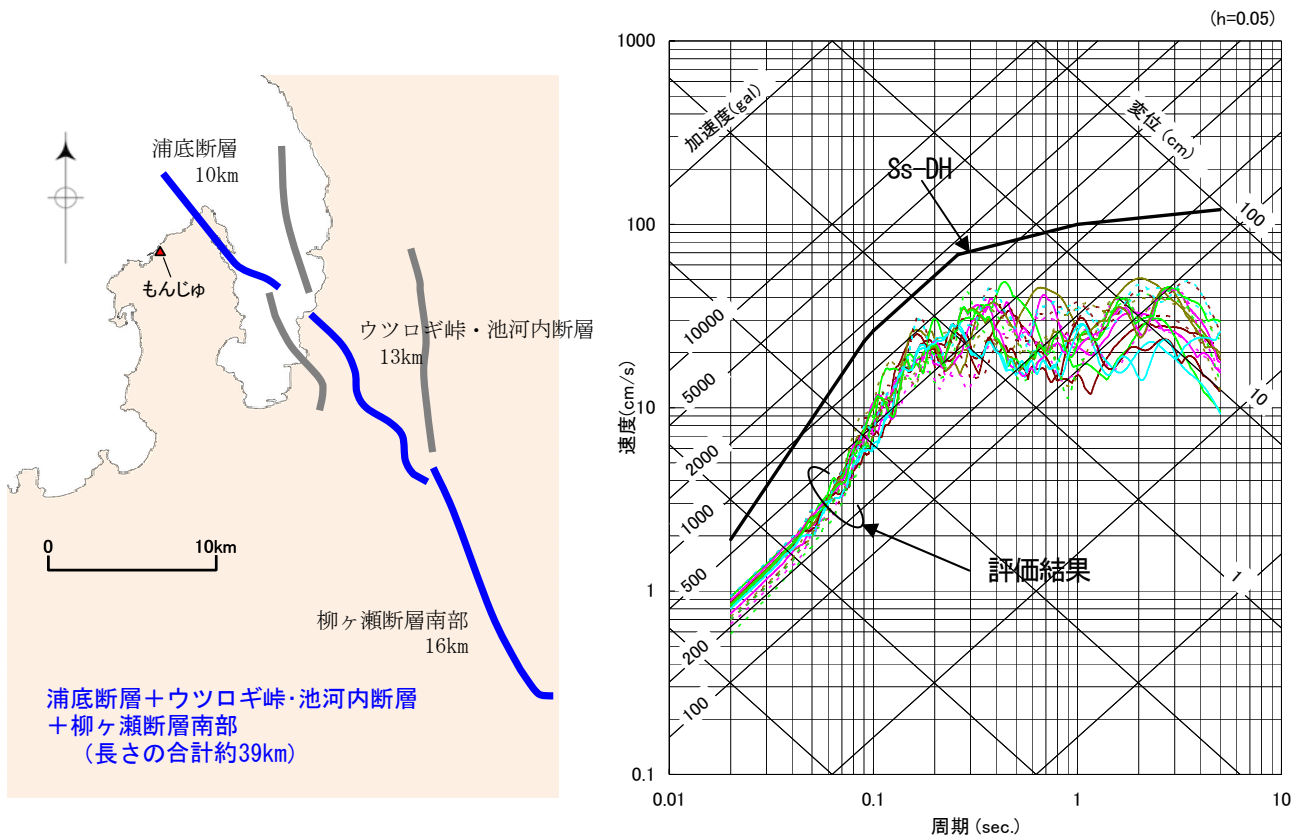 浦底断層
10km
もんじゅ
ウツロギ峠・池河内断層
13km
0 10km
柳ヶ瀬断層南部
16km
浦底断層＋ウツロギ峠･池河内断層
＋柳ヶ瀬断層南部
（長さの合計約39km）
(h=0.05)
1000
100
10
1
0.1
速度(cm/s)
加速度(gal)
変位(cm)
Ss-DH
100
10
1
10000
5000
2000
1000
500
200
100
評価結果
0.01 0.1 1 10
周期(sec.)